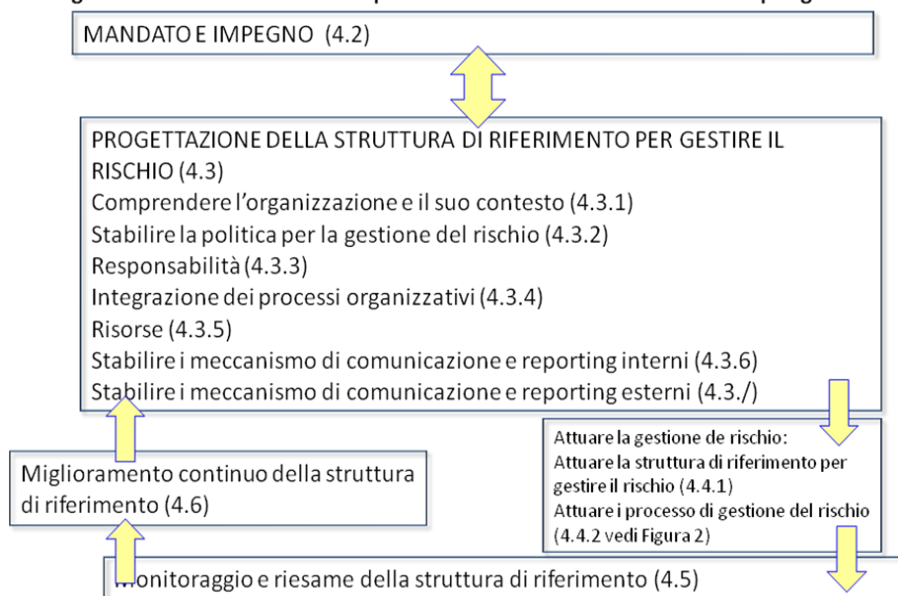 MANDATO E IMPEGNO (4.2)
PROGETTAZIONE DELLA STRUTTURA DI RIFERIMENTO PER GESTIRE IL
RISCHIO (4.3)
Comprendere l'organizzazione e il suo contesto (4.3.1)
Stabilire la politica per la gestione del rischio (4.3.2)
Responsabilità (4.3.3)
Integrazione dei processi organizzativi (4.3.4)
Risorse (4.3.5)
Stabilire i meccanismo di comunicazione e reporting interni (4.3.6)
Stabilire i meccanismo di comunicazione e reporting esterni (4.3./)
Attuare la gestione de rischio:
Attuare la struttura di riferimento per
gestire il rischio (4.4.1)
Attuare i processo di gestione del rischio
(4.4.2 vedi Figura 2)
Miglioramento continuo della struttura
di riferimento (4.6)
Monitoraggio e riesame della struttura di riferimento (4.5)